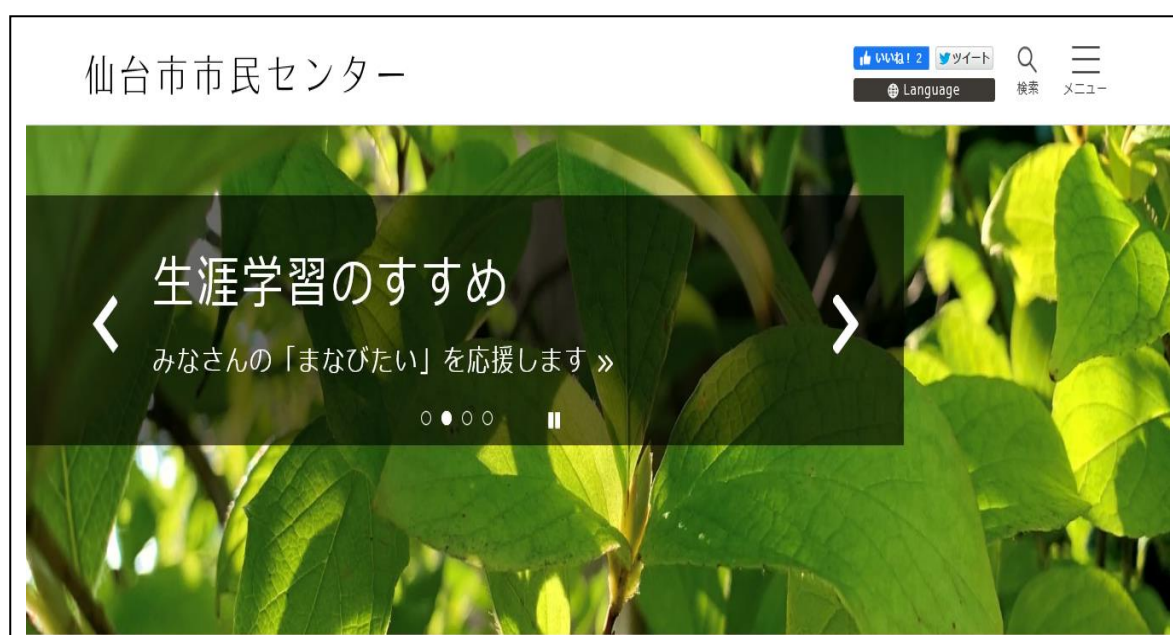 仙台市市民センター
いいね! 2 ツイート
Language
検索 メニュー
生涯学習のすすめ
みなさんの「まなびたい」を応援します »